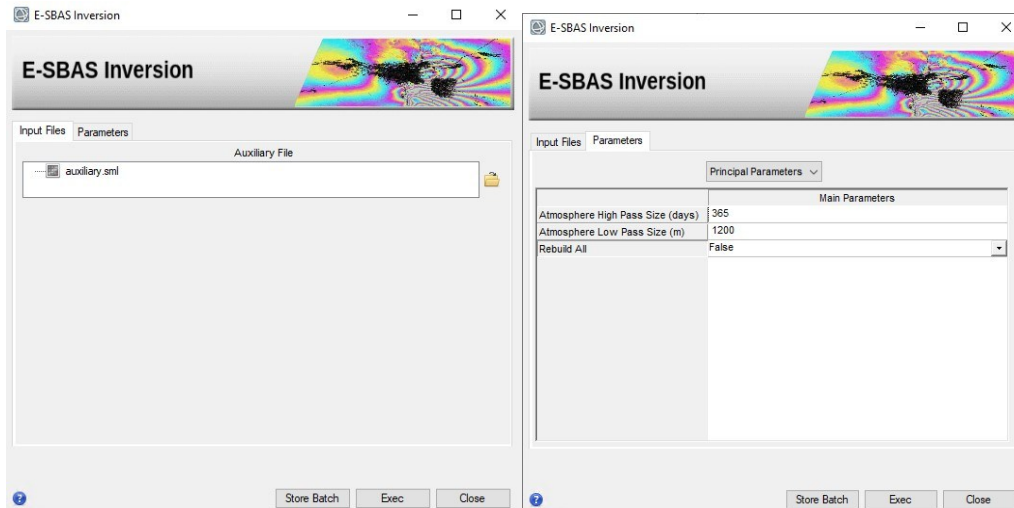 E-SBAS Inversion
E-SBAS Inversion
Input Files Parameters
Auxiliary File
auxiliary.sml
Store Batch Exec Close
E-SBAS Inversion
E-SBAS Inversion
Input Files Parameters
Principal Parameters
Main Parameters
Atmosphere High Pass Size (days) 365
Atmosphere Low Pass Size (m) 1200
Rebuild All False
Store Batch Exec Close